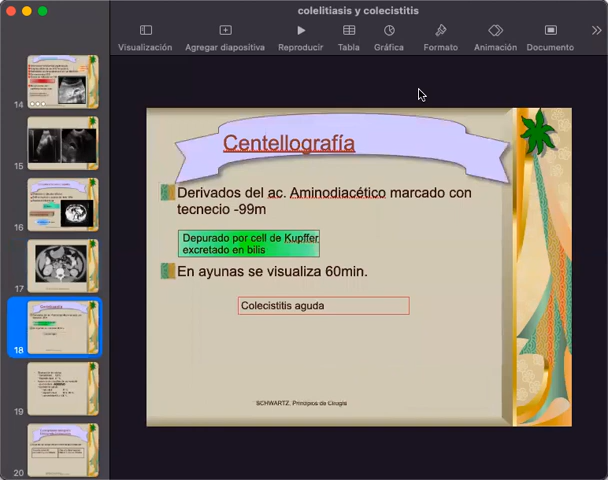 colelitiasis y colecistitis
Visualización
Agregar diapositiva
Reproducir
Tabla
Gráfica
Formato
Animación
Documento
14
15
16
17
18
19
20
Centellografía
Derivados del ac. Aminodiacético marcado con
tecnecio -99m
Depurado por cell de Kupffer
excretado en bilis
En ayunas se visualiza 60min.
Colecistitis aguda
SCHWARTZ, Principios de Cirugía